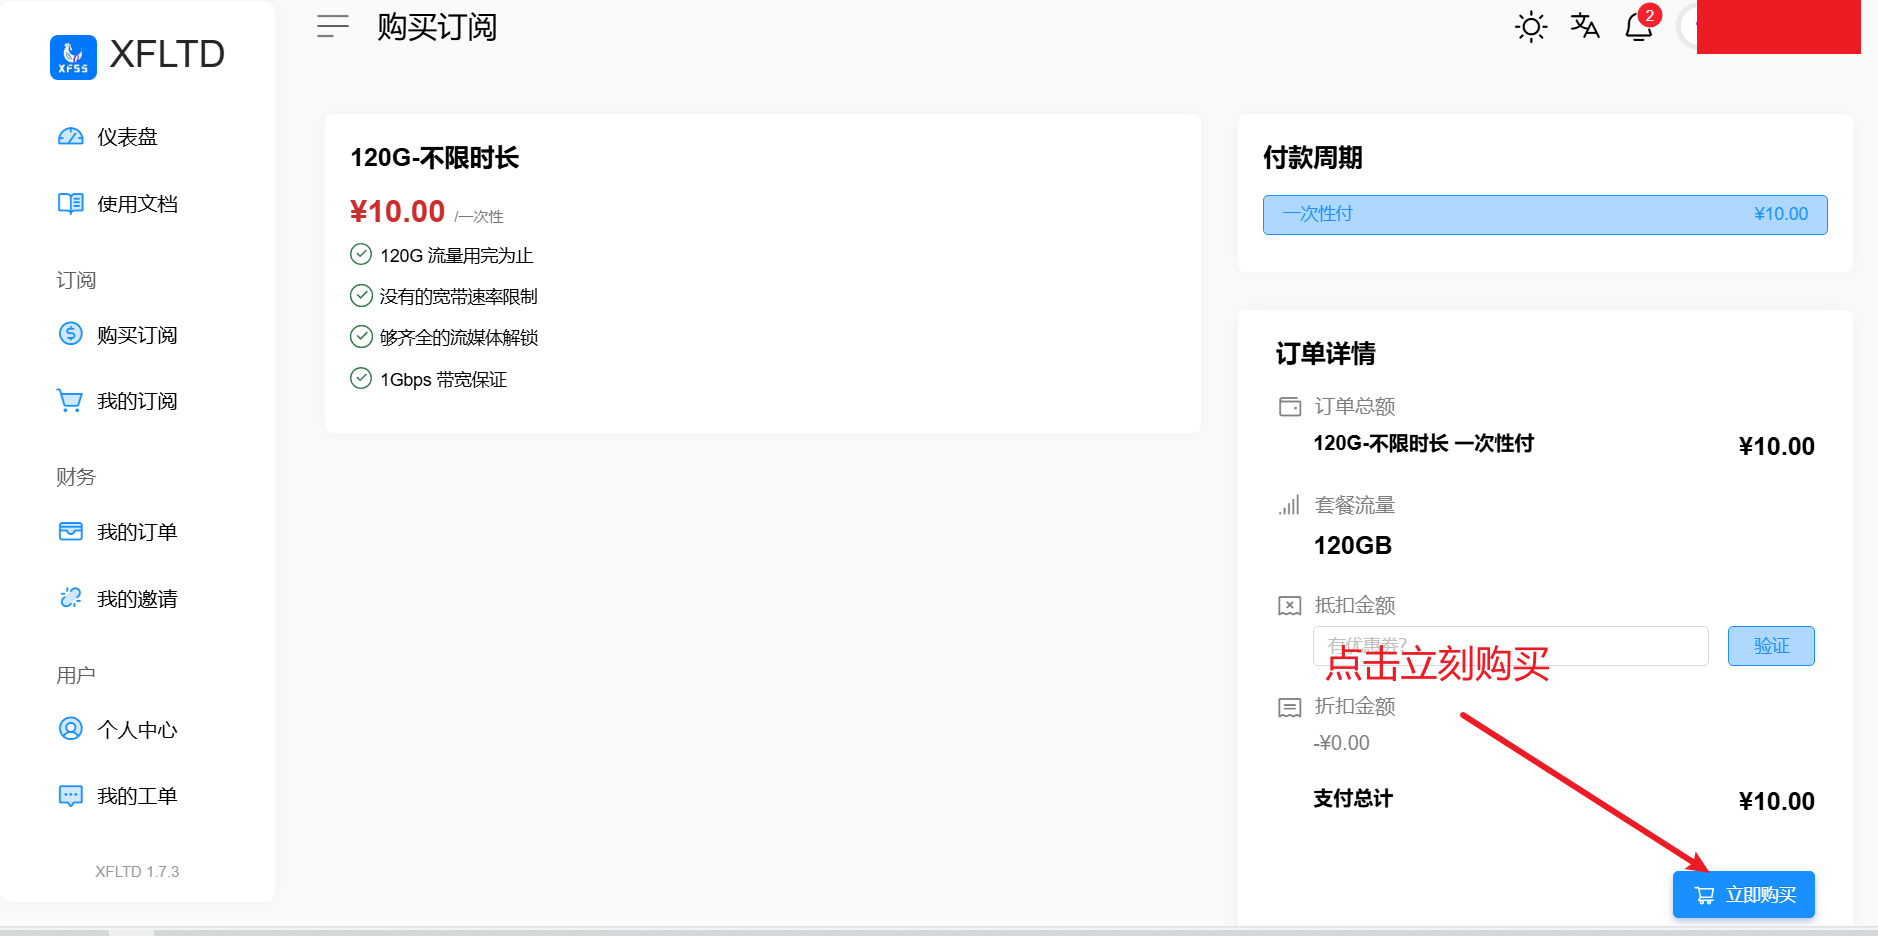 XFSS
XFLTD
仪表盘
使用文档
订阅
购买订阅
我的订阅
财务
我的订单
我的邀请
用户
个人中心
我的工单
XFLTD 1.7.3
购买订阅
2
120G-不限时长
¥10.00 /一次性
120G 流量用完为止
没有的宽带速率限制
够齐全的流媒体解锁
1Gbps 带宽保证
付款周期
一次性付 ¥10.00
订单详情
订单总额
120G-不限时长 一次性付 ¥10.00
套餐流量
120GB
抵扣金额
有优惠券?
验证
点击立刻购买
折扣金额
-¥0.00
支付总计 ¥10.00
立即购买